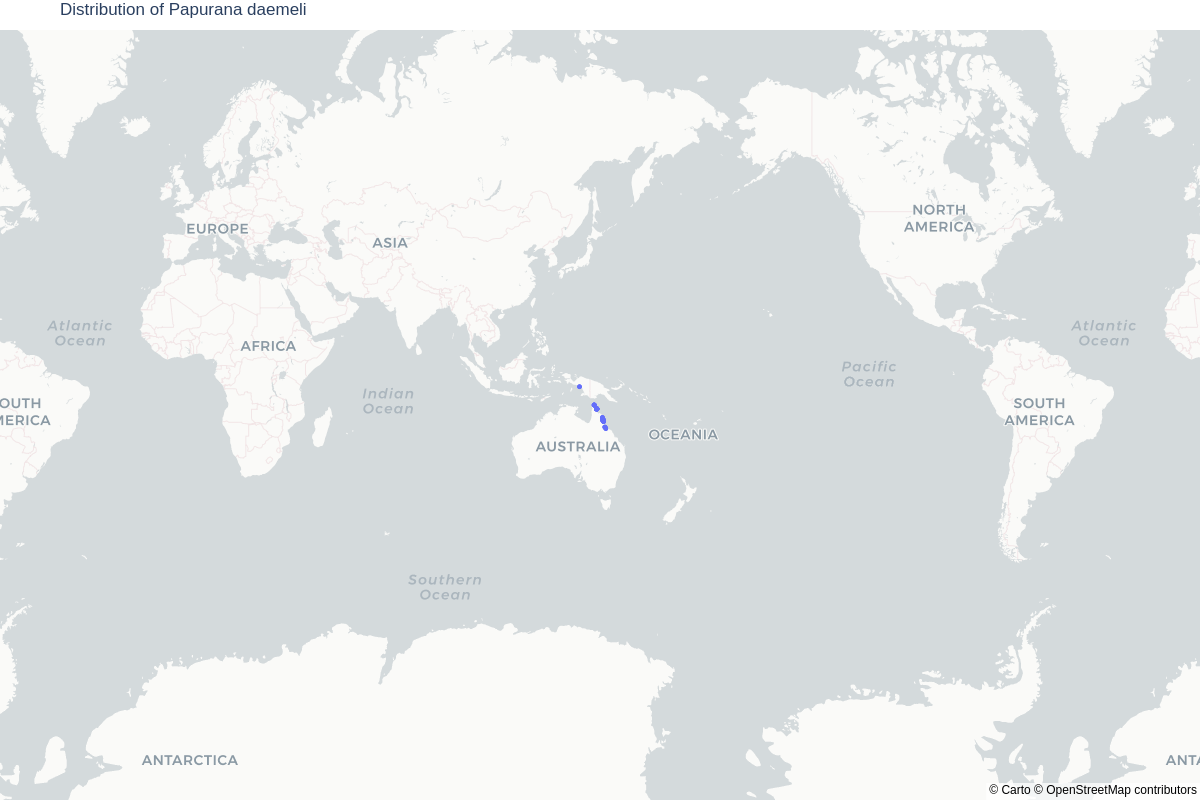 Distribution of Papurana daemeli
NORTH
AMERICA
EUROPE
ASIA
Atlantic
Ocean
Atlantic
Ocean
AFRICA
Pacific
Ocean
Indian
Ocean
OUTH
MERICA
SOUTH
AMERICA
OCEANIA
AUSTRALIA
Southern
Ocean
ANTARCTICA
ANTA
© Carto © OpenStreetMap contributors